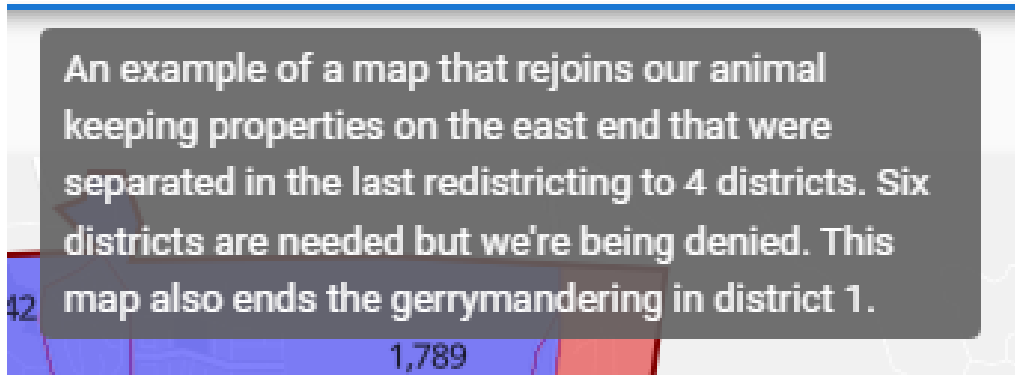 An example of a map that rejoins our animal
keeping properties on the east end that were
separated in the last redistricting to 4 districts. Six
districts are needed but we're being denied. This
map also ends the gerrymandering in district 1.
42
1,789